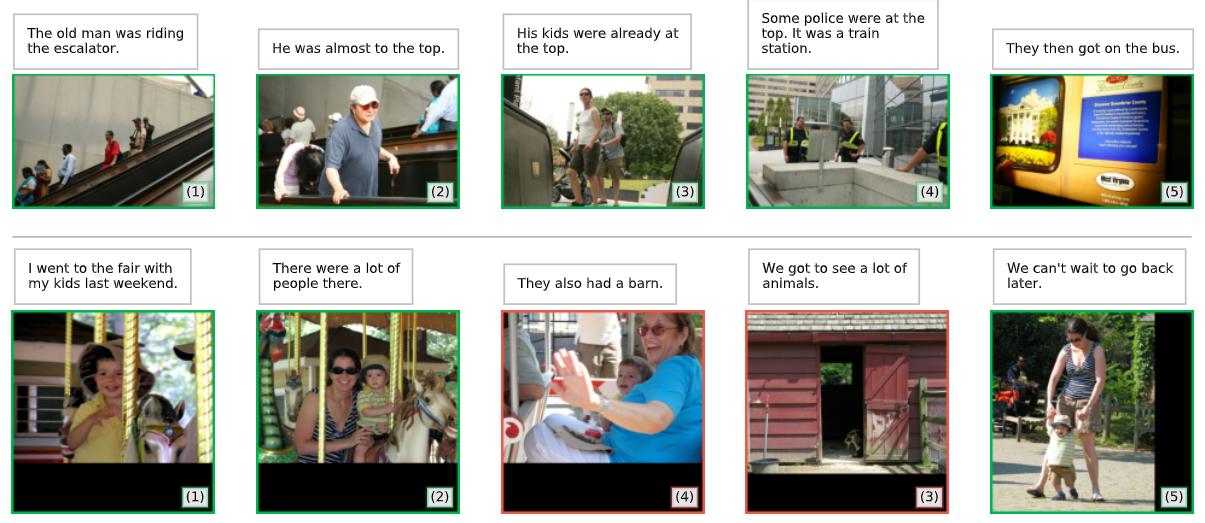 The old man was riding
the escalator.
He was almost to the top.
His kids were already at
the top.
Some police were at the
top. It was a train
station.
They then got on the bus.
(1)
(2)
(3)
(4)
West Virginia
(5)
I went to the fair with
my kids last weekend.
There were a lot of
people there.
They also had a barn.
We got to see a lot of
animals.
We can't wait to go back
later.
(1)
(2)
(4)
(3)
(5)